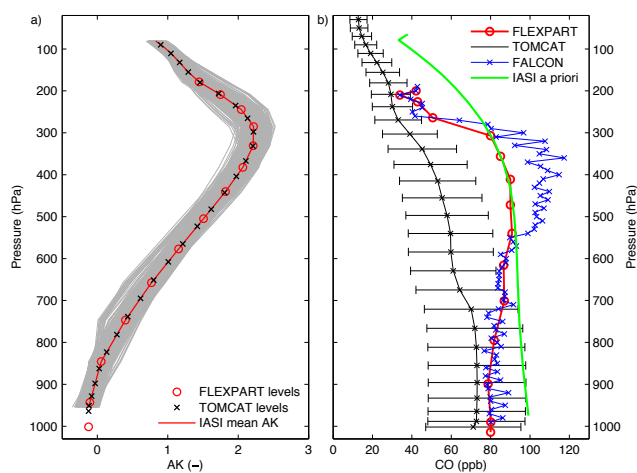 a)
b)
100
200
300
400
500
600
700
800
900
1000
Pressure (hPa)
0
1
2
3
AK (−)
FLEXPART levels
TOMCAT levels
IASI mean AK
100
200
300
400
500
600
700
800
900
1000
Pressure (hPa)
0
20
40
60
80
100
120
CO (ppb)
FLEXPART
TOMCAT
FALCON
IASI a priori